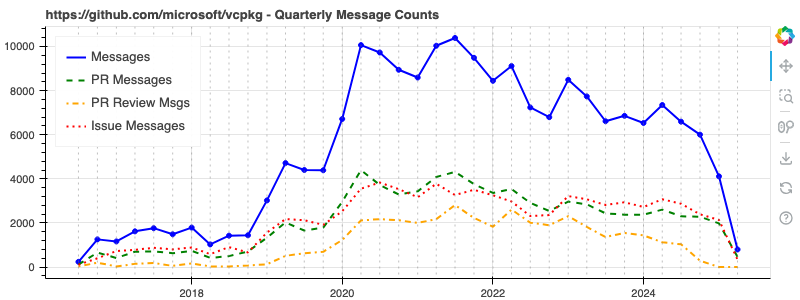 https://github.com/microsoft/vcpkg - Quarterly Message Counts
10000
8000
6000
4000
2000
0
Messages
PR Messages
PR Review Msgs
Issue Messages
2018
2020
2022
2024